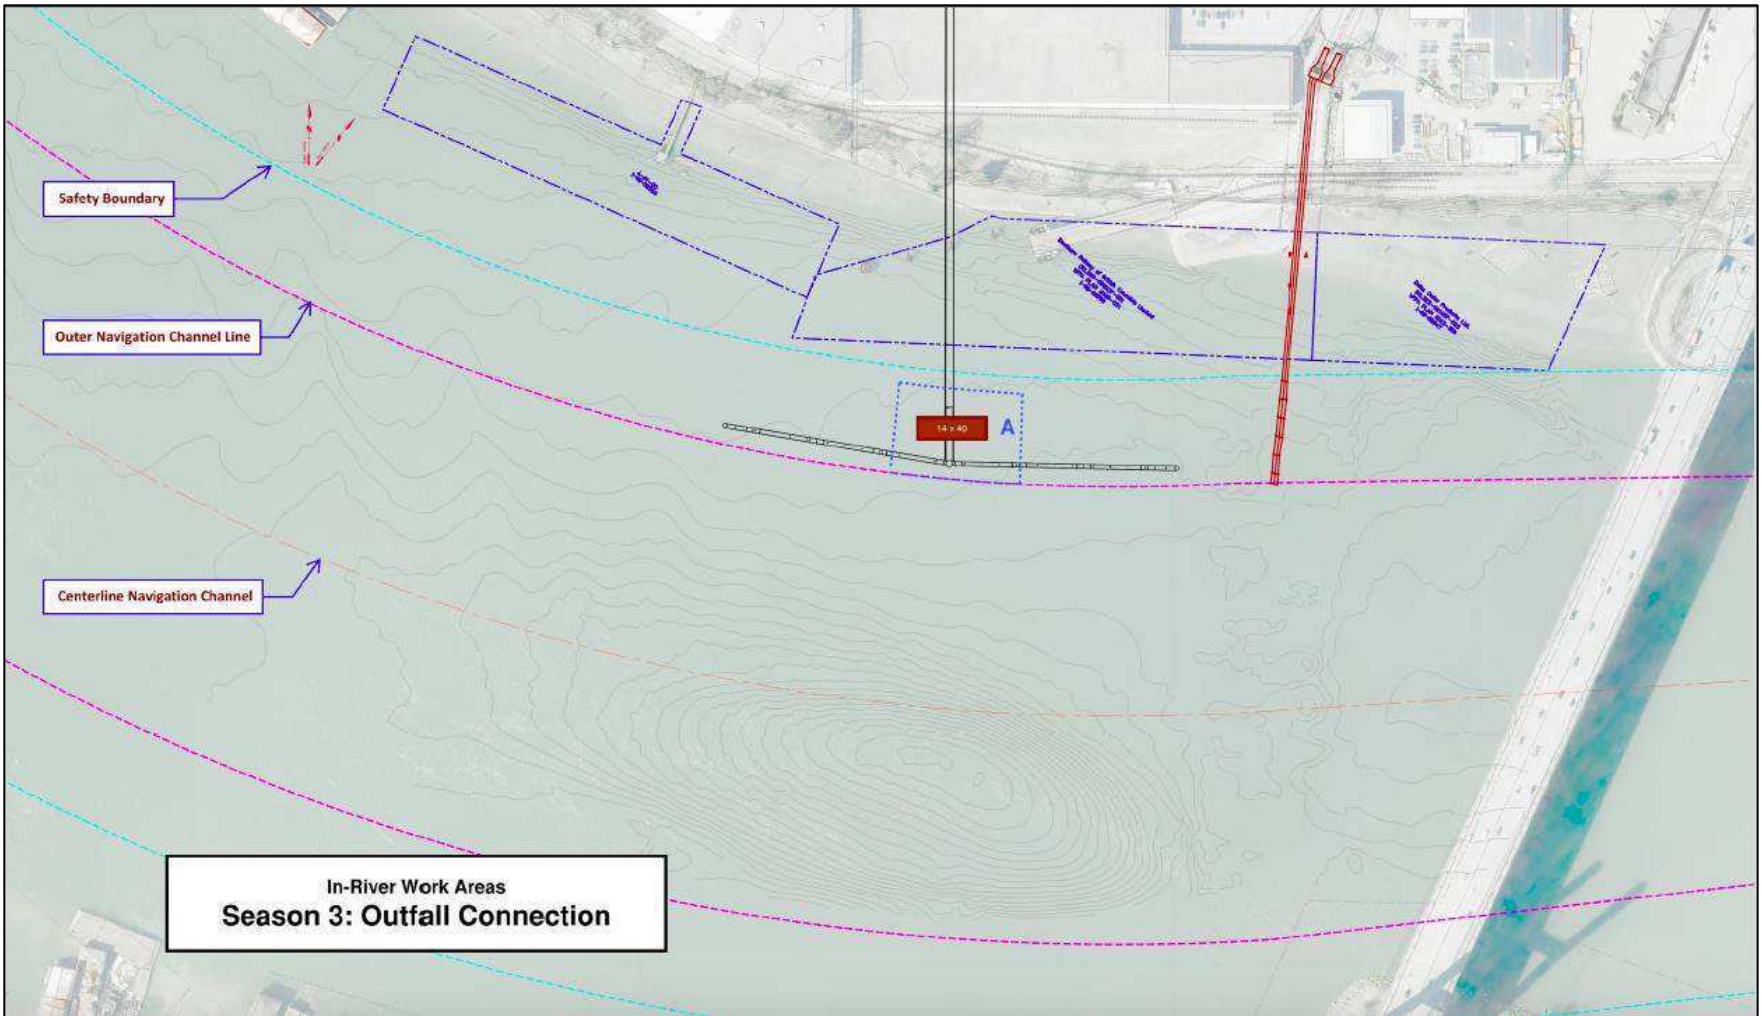 Safety Boundary
Outer Navigation Channel Line
14 x 40
A
Centerline Navigation Channel
In-River Work Areas
Season 3: Outfall Connection